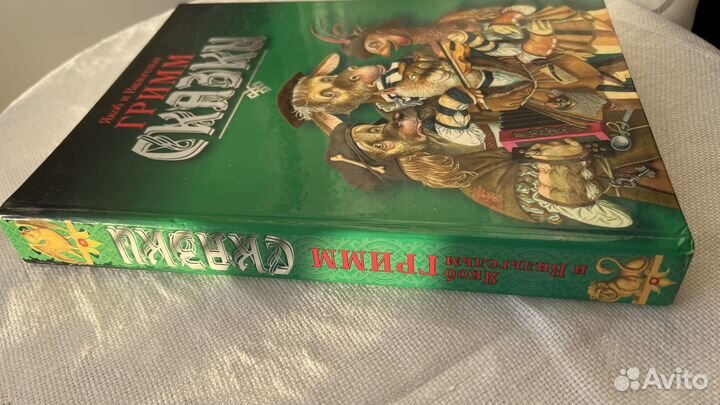 Якоб и Вильгельм
ГРИММ
Сказки
Якоб
и Вильгельм
ГРИММ
Сказки
Avito